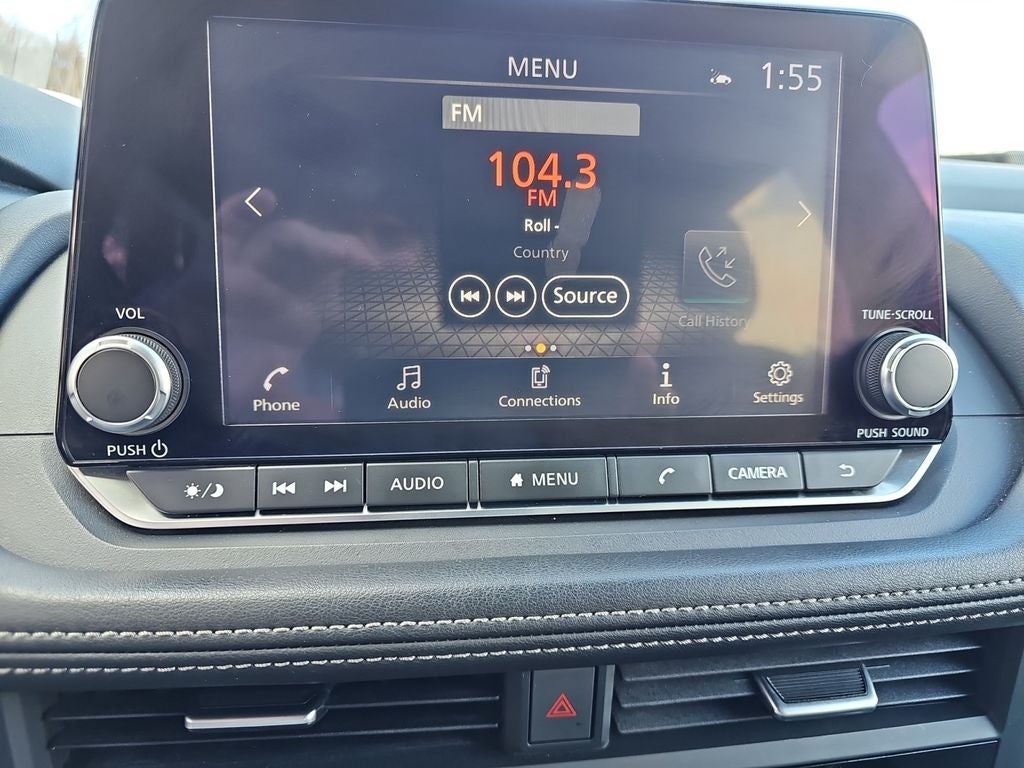 MENU
1:55
FM
104.3
FM
Roll -
Country
Source
Call History
VOL
TUNE-SCROLL
Phone
Audio
Connections
Info
Settings
PUSH
PUSH SOUND
AUDIO
MENU
CAMERA